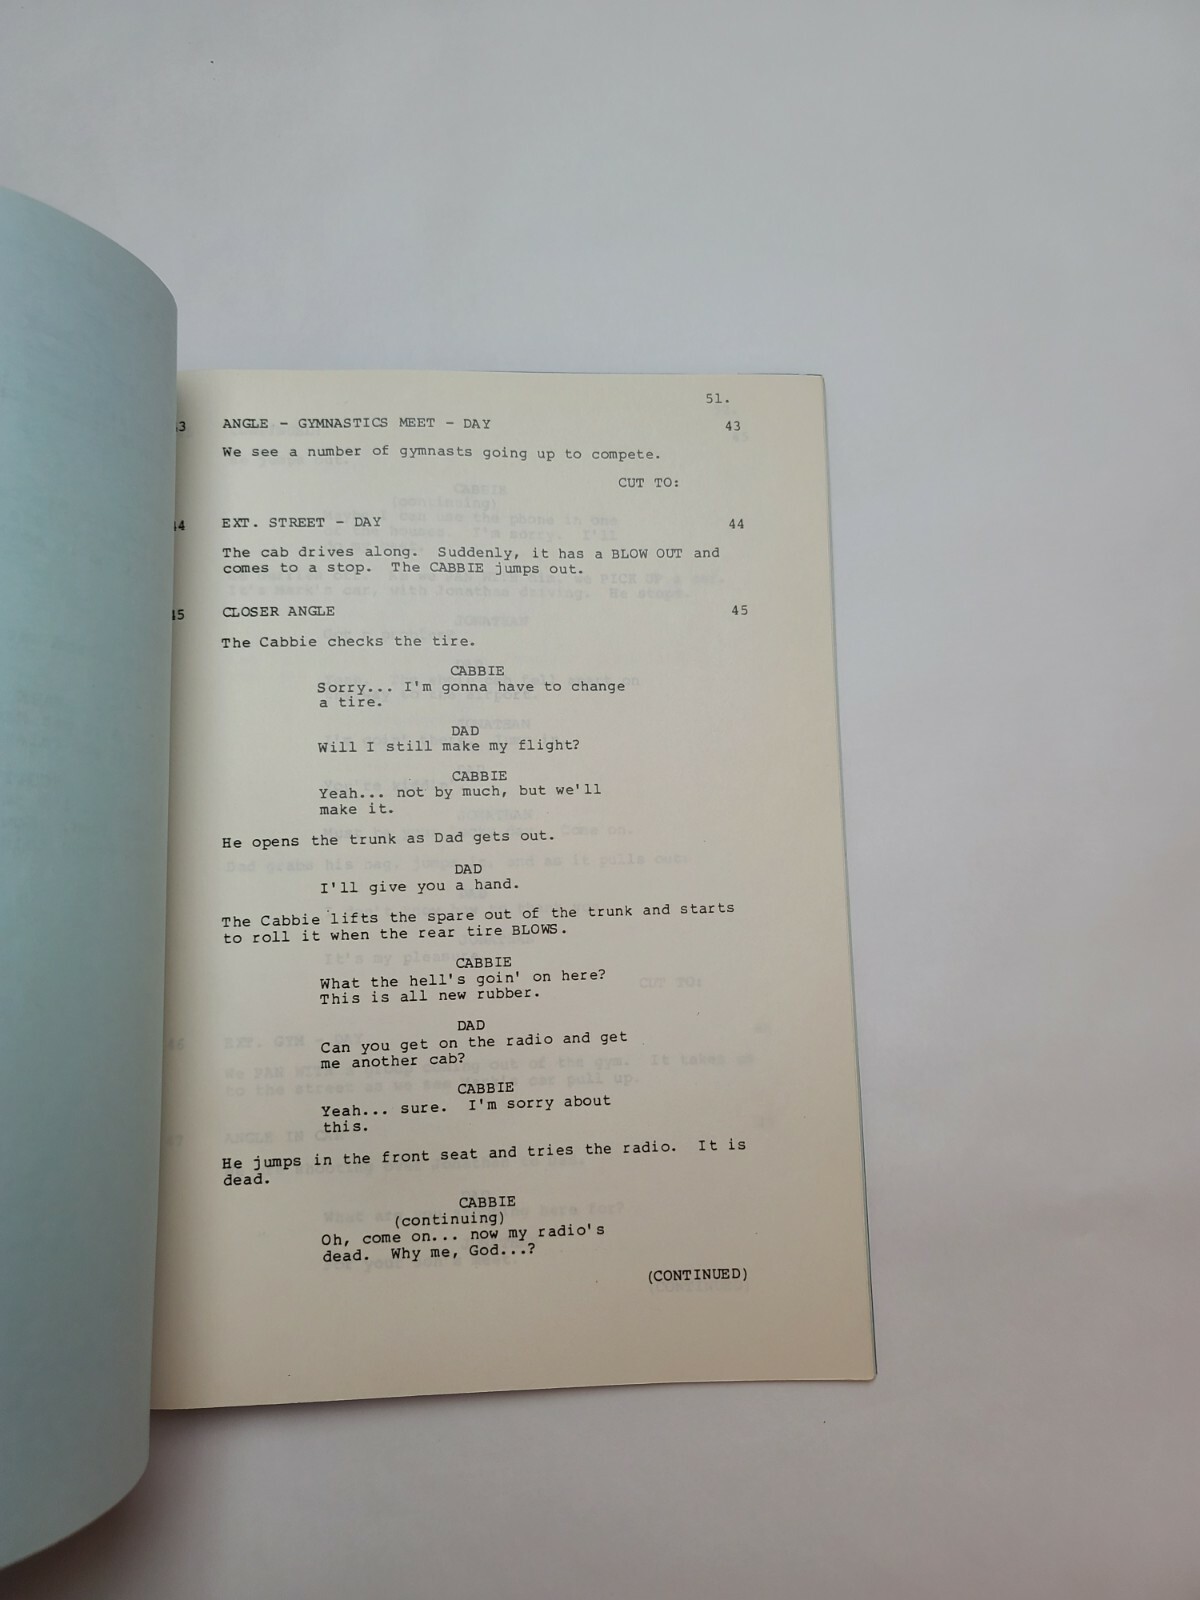 51.
43 ANGLE - GYMNASTICS MEET - DAY 43
We see a number of gymnasts going up to compete.
CUT TO:
44 EXT. STREET - DAY 44
The cab drives along. Suddenly, it has a BLOW OUT and
comes to a stop. The CABBIE jumps out.
45 CLOSER ANGLE 45
The Cabbie checks the tire.
CABBIE
Sorry... I'm gonna have to change
a tire.
DAD
Will I still make my flight?
CABBIE
Yeah... not by much, but we'll
make it.
He opens the trunk as Dad gets out.
DAD
I'll give you a hand.
The Cabbie lifts the spare out of the trunk and starts
to roll it when the rear tire BLOWS.
CABBIE
What the hell's goin' on here?
This is all new rubber.
DAD
Can you get on the radio and get
me another cab?
CABBIE
Yeah... sure. I'm sorry about
this.
He jumps in the front seat and tries the radio. It is
dead.
CABBIE
(continuing)
Oh, come on... now my radio's
dead. Why me, God...?
(CONTINUED)